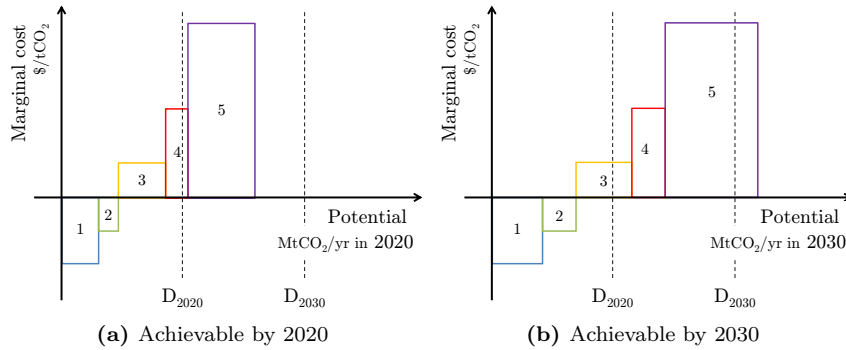 Marginal cost
$/tCO2
1
2
3
4
5
Potential
MtCO2/yr in 2020
D2020
D2030
(a) Achievable by 2020
Marginal cost
$/tCO2
1
2
3
4
5
Potential
MtCO2/yr in 2030
D2020
D2030
(b) Achievable by 2030